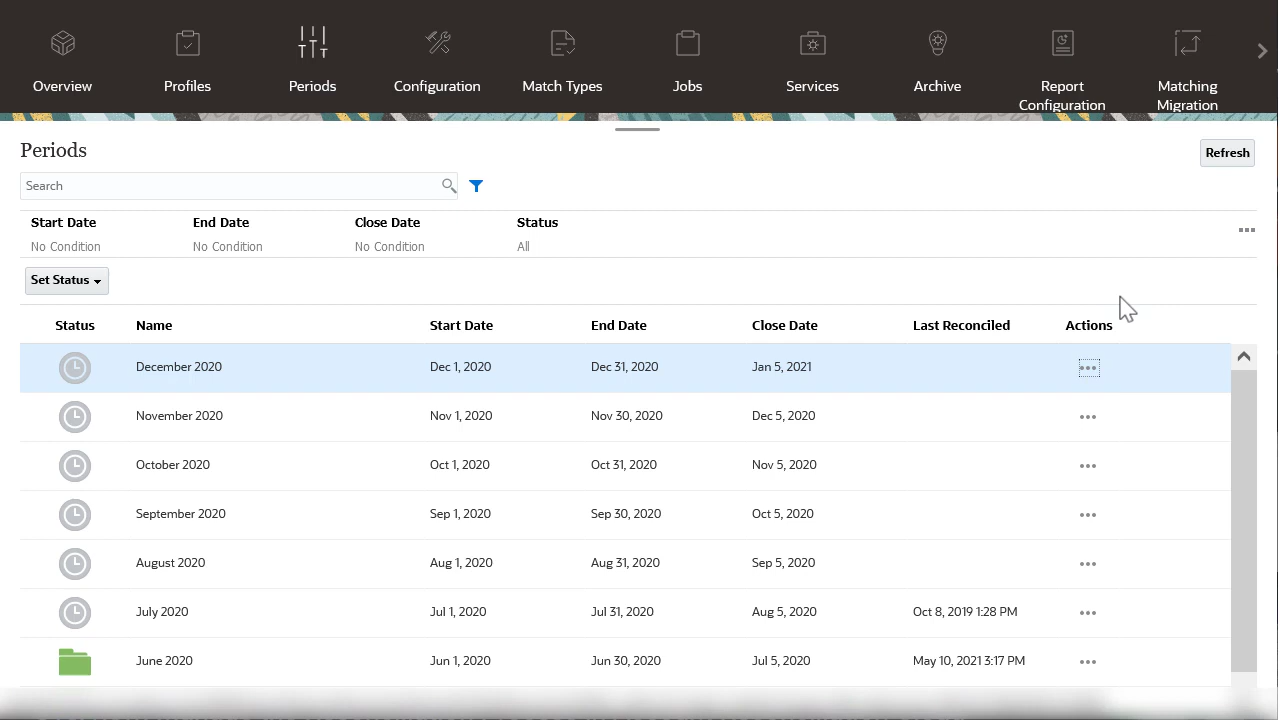 Overview Profiles Periods Configuration Match Types Jobs Services Archive Report Configuration Matching Migration
Periods
Refresh
Search
Start Date End Date Close Date Status
No Condition No Condition No Condition All
Set Status
Status Name Start Date End Date Close Date Last Reconciled Actions
December 2020 Dec 1, 2020 Dec 31, 2020 Jan 5, 2021
November 2020 Nov 1, 2020 Nov 30, 2020 Dec 5, 2020
October 2020 Oct 1, 2020 Oct 31, 2020 Nov 5, 2020
September 2020 Sep 1, 2020 Sep 30, 2020 Oct 5, 2020
August 2020 Aug 1, 2020 Aug 31, 2020 Sep 5, 2020
July 2020 Jul 1, 2020 Jul 31, 2020 Aug 5, 2020 Oct 8, 2019 1:28 PM
June 2020 Jun 1, 2020 Jun 30, 2020 Jul 5, 2020 May 10, 2021 3:17 PM